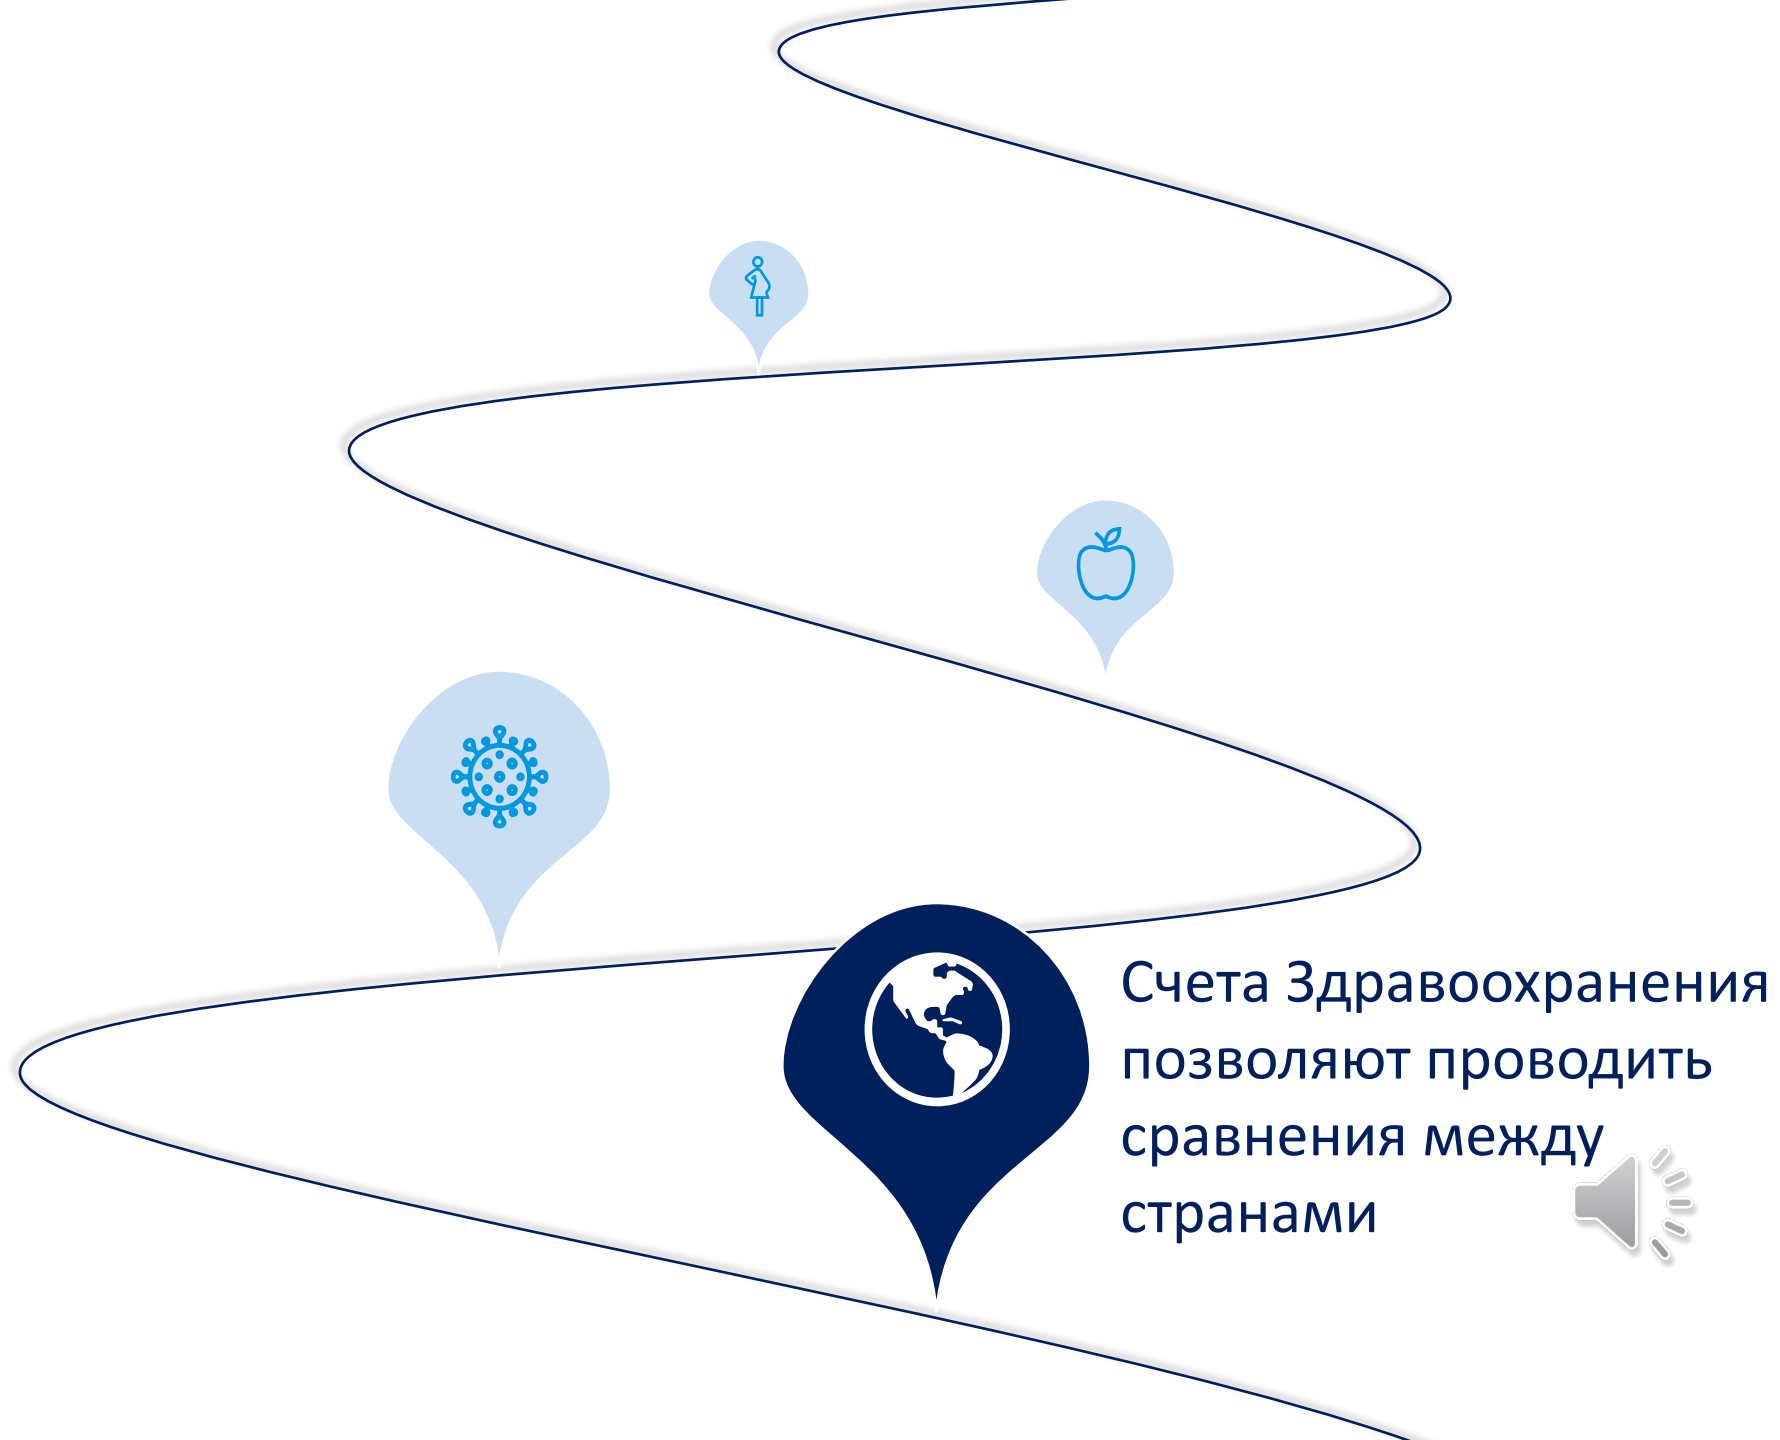 Счета Здравоохранения
позволяют проводить
сравнения между
странами